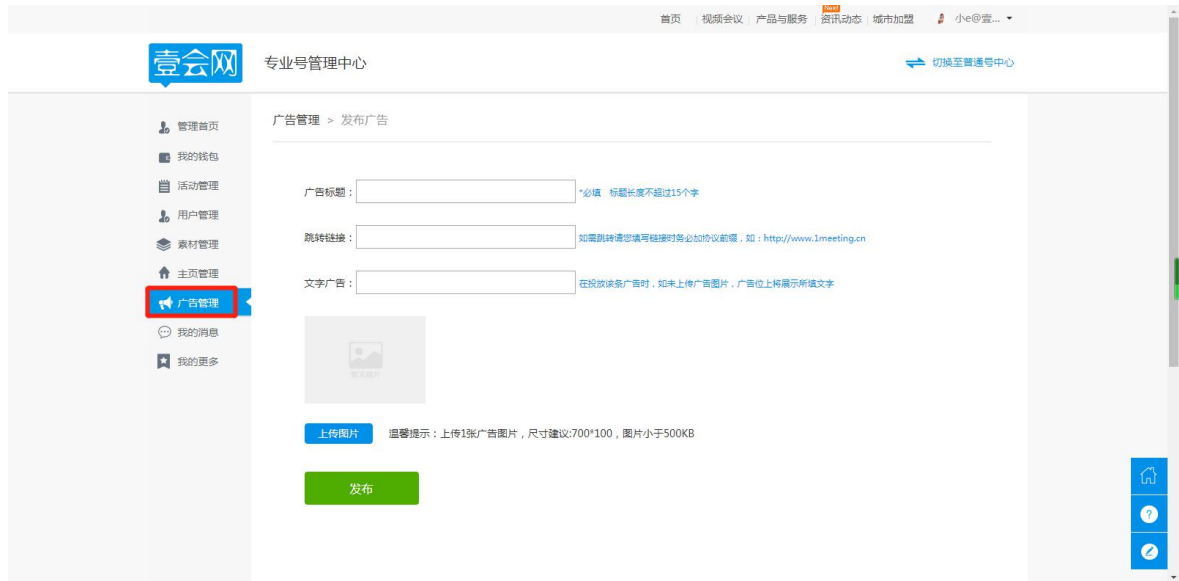 New!
首页 视频会议 产品与服务 资讯动态 城市加盟 小e@壹...
壹会网 专业号管理中心 切换至普通号中心
管理首页
我的钱包
活动管理
用户管理
素材管理
主页管理
广告管理
我的消息
我的更多
广告管理 > 发布广告
广告标题：
*必填 标题长度不超过15个字
跳转链接：
如需跳转请您填写链接时务必加协议前缀，如：http://www.1meeting.cn
文字广告：
在投放该条广告时，如未上传广告图片，广告位上将展示所填文字
暂无图片
上传图片 温馨提示：上传1张广告图片，尺寸建议:700*100，图片小于500KB
发布